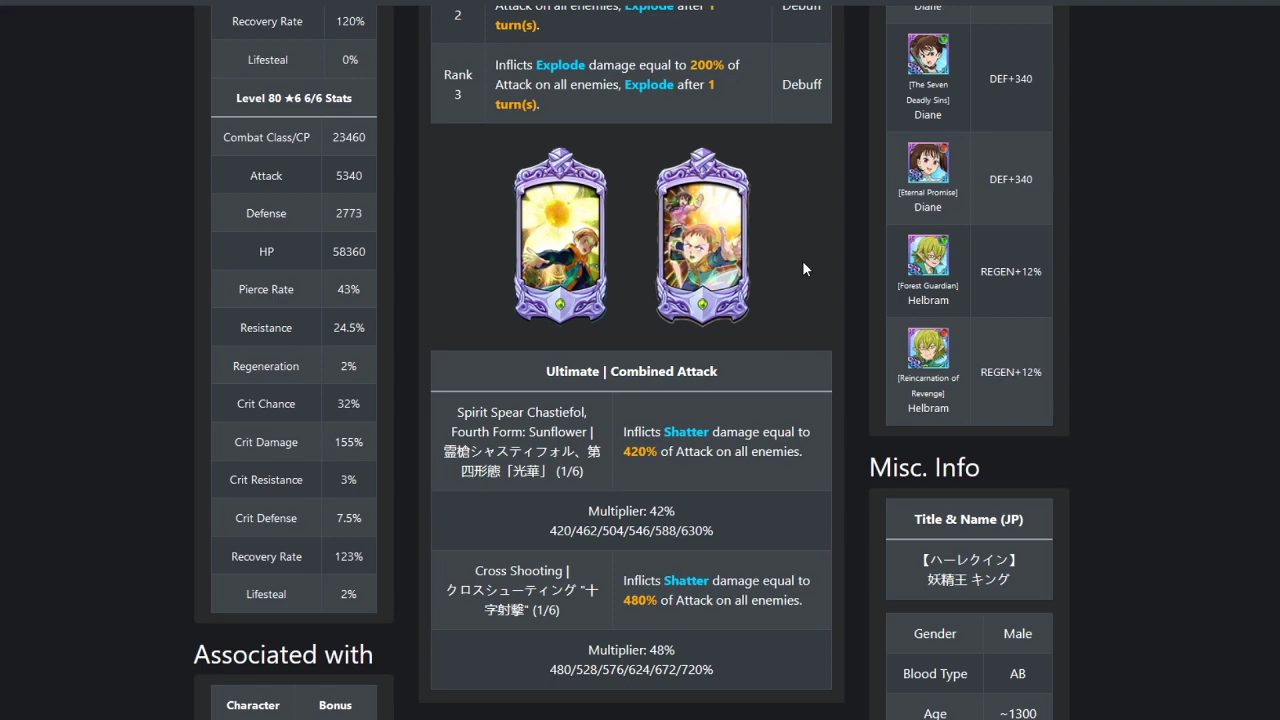 Recovery Rate 120%
Lifesteal 0%
Level 80 ★6 6/6 Stats
Combat Class/CP 23460
Attack 5340
Defense 2773
HP 58360
Pierce Rate 43%
Resistance 24.5%
Regeneration 2%
Crit Chance 32%
Crit Damage 155%
Crit Resistance 3%
Crit Defense 7.5%
Recovery Rate 123%
Lifesteal 2%
Associated with
Character Bonus
2
Attack on all enemies, Explode after 1
turn(s).
Debuff
Rank
3
Inflicts Explode damage equal to 200% of
Attack on all enemies, Explode after 1
turn(s).
Debuff
Ultimate | Combined Attack
Spirit Spear Chastiefol,
Fourth Form: Sunflower |
霊槍シャスティフォル、第
四形態「光華」 (1/6)
Inflicts Shatter damage equal to
420% of Attack on all enemies.
Multiplier: 42%
420/462/504/546/588/630%
Cross Shooting |
クロスシューティング "十
字射撃" (1/6)
Inflicts Shatter damage equal to
480% of Attack on all enemies.
Multiplier: 48%
480/528/576/624/672/720%
Diane
[The Seven
Deadly Sins]
Diane
DEF+340
[Eternal Promise]
Diane
DEF+340
[Forest Guardian]
Helbram
REGEN+12%
[Reincarnation of
Revenge]
Helbram
REGEN+12%
Misc. Info
Title & Name (JP)
【ハーレクイン】
妖精王 キング
Gender Male
Blood Type AB
Age ~1300